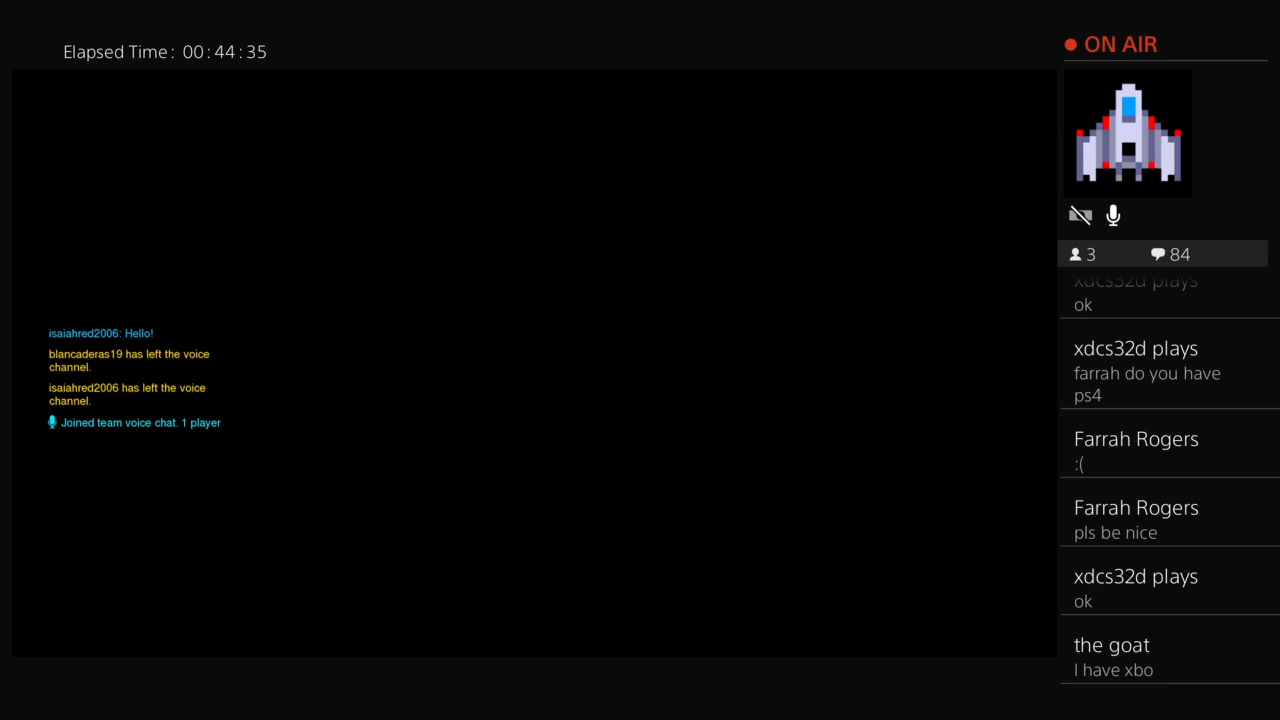 Elapsed Time: 00:44:35
ON AIR
3
84
xdcs32d plays
ok
xdcs32d plays
farrah do you have
ps4
Farrah Rogers
:(
Farrah Rogers
pls be nice
xdcs32d plays
ok
the goat
I have xbo
isaiahred2006: Hello!
blancaderas19 has left the voice
channel.
isaiahred2006 has left the voice
channel.
Joined team voice chat. 1 player